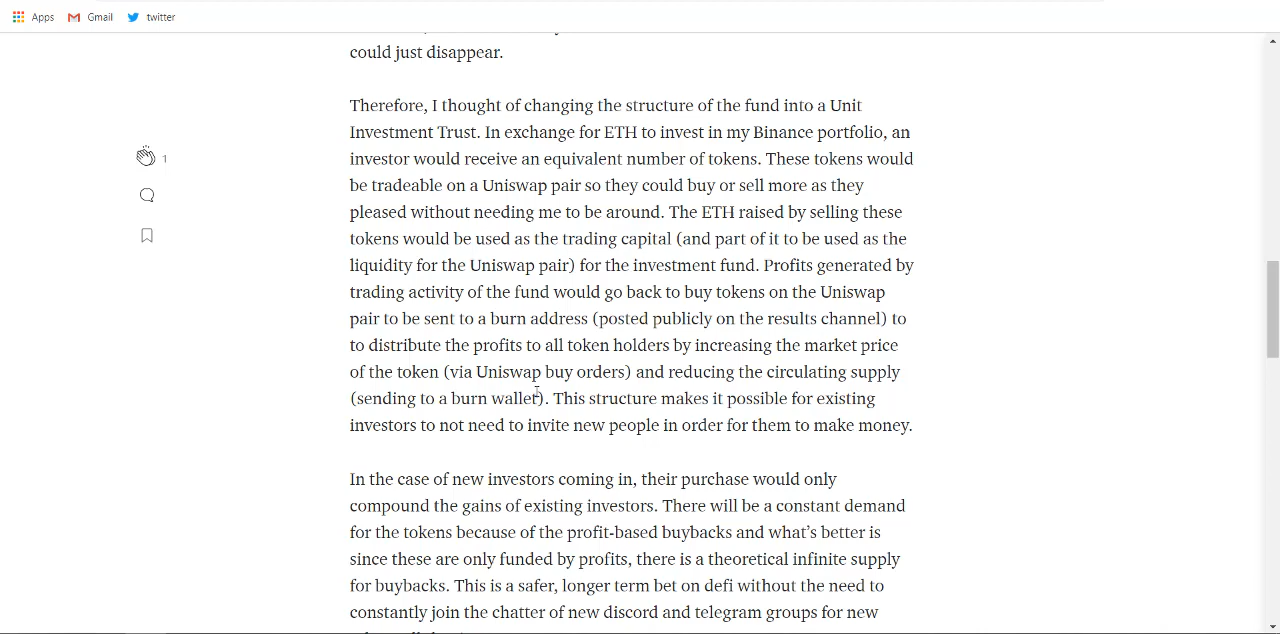 Apps Gmail twitter
could just disappear.
Therefore, I thought of changing the structure of the fund into a Unit
Investment Trust. In exchange for ETH to invest in my Binance portfolio, an
investor would receive an equivalent number of tokens. These tokens would
be tradeable on a Uniswap pair so they could buy or sell more as they
pleased without needing me to be around. The ETH raised by selling these
tokens would be used as the trading capital (and part of it to be used as the
liquidity for the Uniswap pair) for the investment fund. Profits generated by
trading activity of the fund would go back to buy tokens on the Uniswap
pair to be sent to a burn address (posted publicly on the results channel) to
to distribute the profits to all token holders by increasing the market price
of the token (via Uniswap buy orders) and reducing the circulating supply
(sending to a burn wallet). This structure makes it possible for existing
investors to not need to invite new people in order for them to make money.
1
In the case of new investors coming in, their purchase would only
compound the gains of existing investors. There will be a constant demand
for the tokens because of the profit-based buybacks and what’s better is
since these are only funded by profits, there is a theoretical infinite supply
for buybacks. This is a safer, longer term bet on defi without the need to
constantly join the chatter of new discord and telegram groups for new